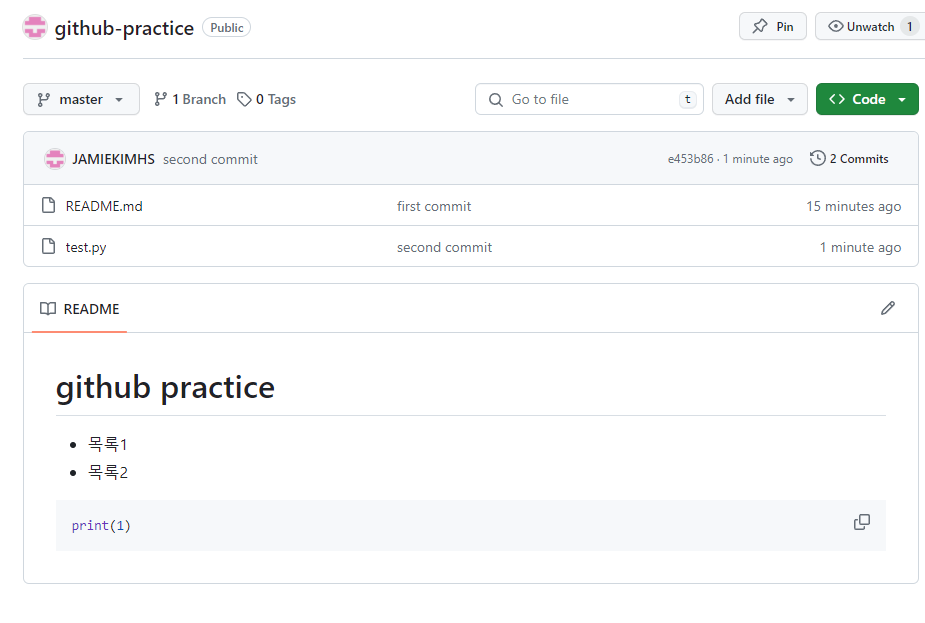 github-practice Public Pin Unwatch 1
master 1 Branch 0 Tags Go to file t Add file Code
JAMIEKIMHS second commit e453b86 · 1 minute ago 2 Commits
README.md first commit 15 minutes ago
test.py second commit 1 minute ago
README
github practice
목록1
목록2
print(1)